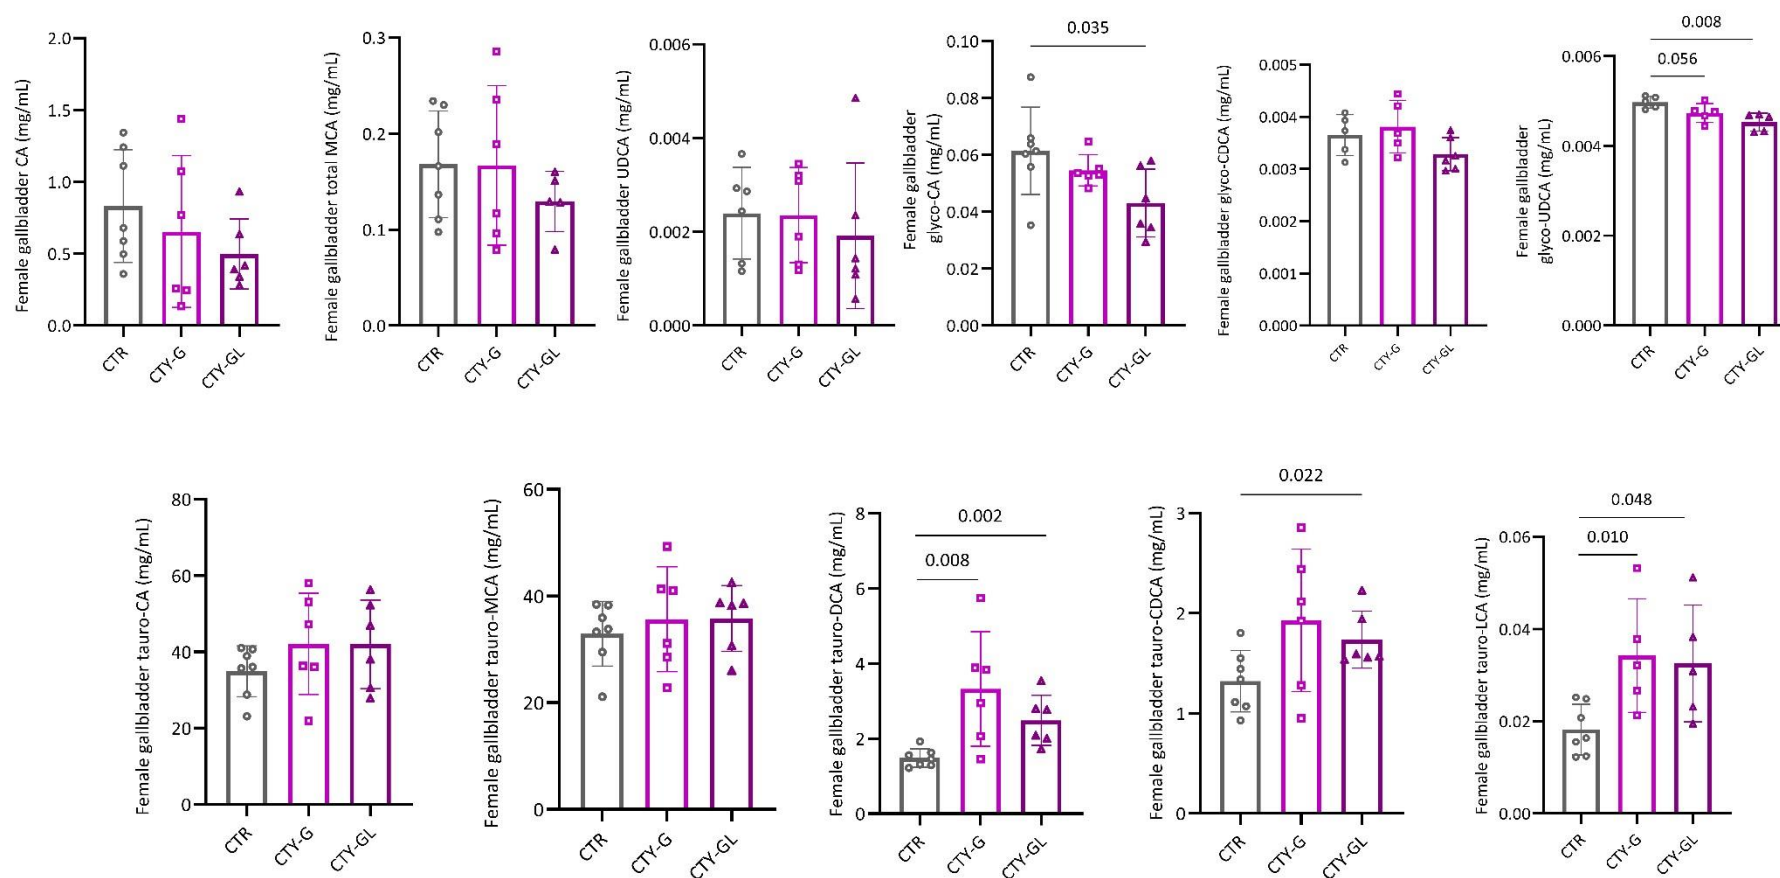 Female gallbladder CA (mg/mL)
2.0
1.5
1.0
0.5
0.0
CTR
CTY-G
CTY-GL
Female gallbladder total MCA (mg/mL)
0.3
0.2
0.1
0.0
CTR
CTY-G
CTY-GL
Female gallbladder UDCA (mg/mL)
0.006
0.004
0.002
0.000
CTR
CTY-G
CTY-GL
Female gallbladder
glyco-CA (mg/mL)
0.035
0.10
0.08
0.06
0.04
0.02
0.00
CTR
CTY-G
CTY-GL
Female gallbladder glyco-CDCA (mg/mL)
0.005
0.004
0.003
0.002
0.001
0.000
CTR
CTY-G
CTY-GL
Female gallbladder
glyco-UDCA (mg/mL)
0.008
0.056
0.006
0.004
0.002
0.000
CTR
CTY-G
CTY-GL
Female gallbladder tauro-CA (mg/mL)
80
60
40
20
0
CTR
CTY-G
CTY-GL
Female gallbladder tauro-MCA (mg/mL)
60
40
20
0
CTR
CTY-G
CTY-GL
Female gallbladder tauro-DCA (mg/mL)
0.002
0.008
8
6
4
2
0
CTR
CTY-G
CTY-GL
Female gallbladder tauro-CDCA (mg/mL)
0.022
3
2
1
0
CTR
CTY-G
CTY-GL
Female gallbladder tauro-LCA (mg/mL)
0.048
0.010
0.06
0.04
0.02
0.00
CTR
CTY-G
CTY-GL